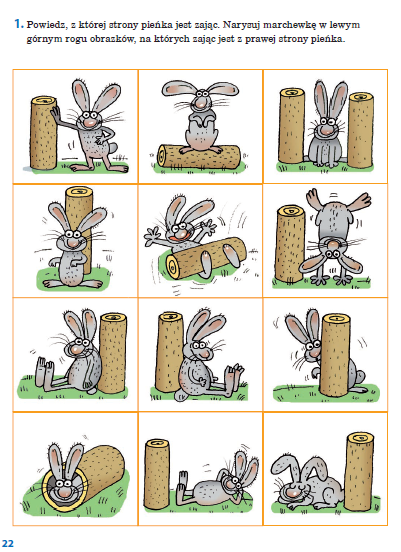 1. Powiedz, z której strony pieńka jest zając. Narysuj marchewkę w lewym
górnym rogu obrazków, na których zając jest z prawej strony pieńka.
22